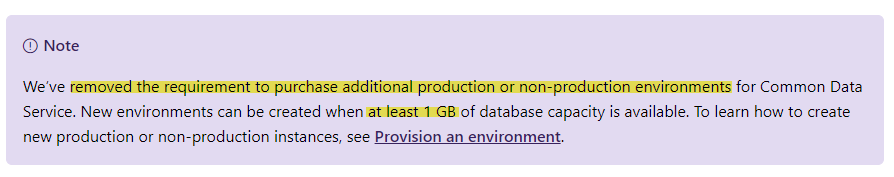 Note
We've removed the requirement to purchase additional production or non-production environments for Common Data
Service. New environments can be created when at least 1 GB of database capacity is available. To learn how to create
new production or non-production instances, see Provision an environment.